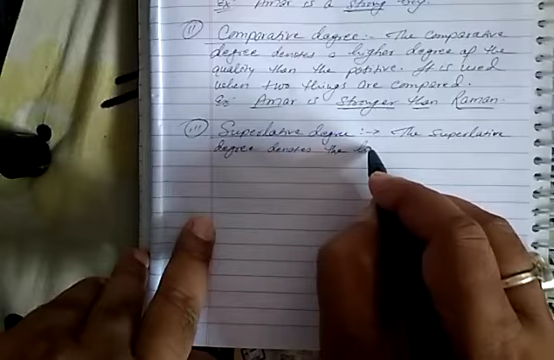 Ex: Amar is a strong boy.
(ii) Comparative dagree :- The comparative
degree denotes a higher degree of the
quality than the positive. It is used
when two things are compared.
Ex: Amar is stronger than Raman.
(iii) Superlative degree :-> The superlative
degree denotes the